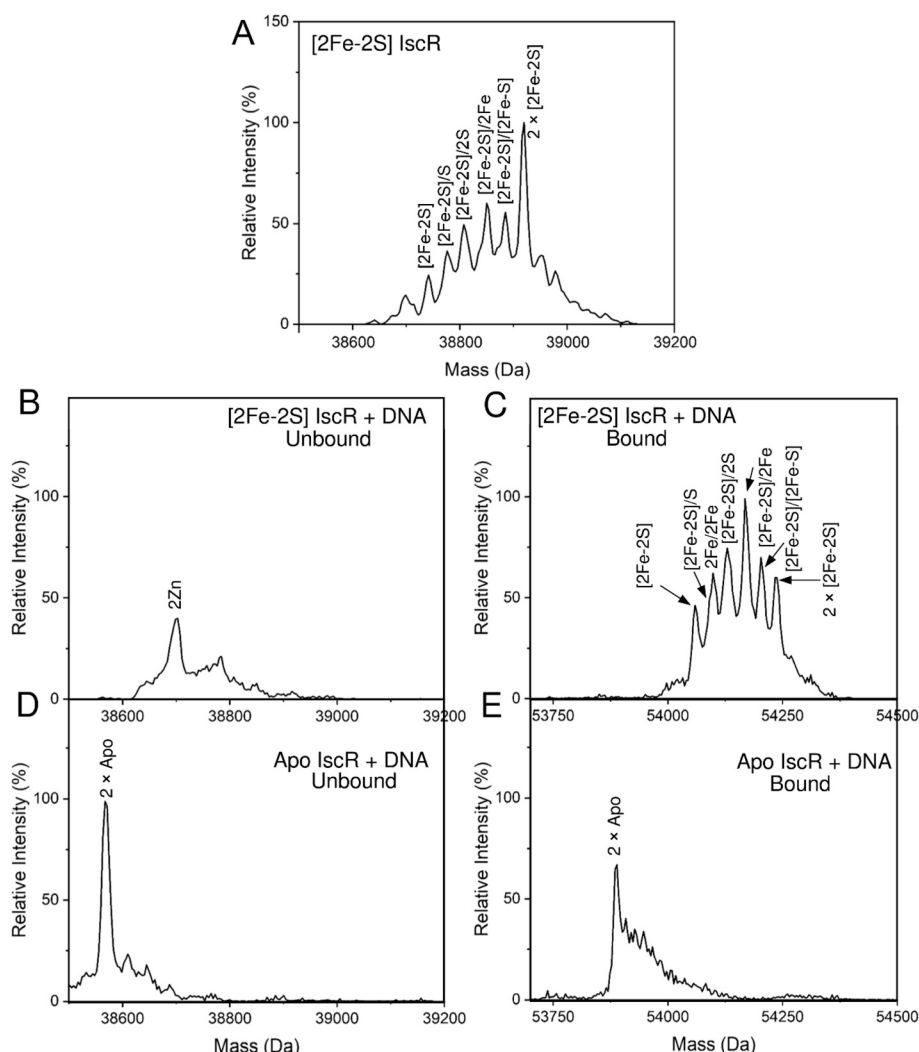 A
[2Fe-2S] IscR
[2Fe-2S]
[2Fe-2S]/S
[2Fe-2S]/2S
[2Fe-2S]/2Fe
[2Fe-2S]/[2Fe-S]
2 × [2Fe-2S]
Relative Intensity (%)
150
100
50
0
38600
38800
39000
39200
Mass (Da)
B
[2Fe-2S] IscR + DNA
Unbound
2Zn
Relative Intensity (%)
100
50
0
38600
38800
39000
39200
C
[2Fe-2S] IscR + DNA
Bound
[2Fe-2S]
[2Fe-2S]/S
2Fe/2Fe
[2Fe-2S]/2S
[2Fe-2S]/2Fe
[2Fe-2S]/[2Fe-S]
2 × [2Fe-2S]
Relative Intensity (%)
100
50
0
53750
54000
54250
54500
D
Apo IscR + DNA
Unbound
2 × Apo
Relative Intensity (%)
100
50
0
38600
38800
39000
39200
Mass (Da)
E
Apo IscR + DNA
Bound
2 × Apo
Relative Intensity (%)
100
50
0
53750
54000
54250
54500
Mass (Da)